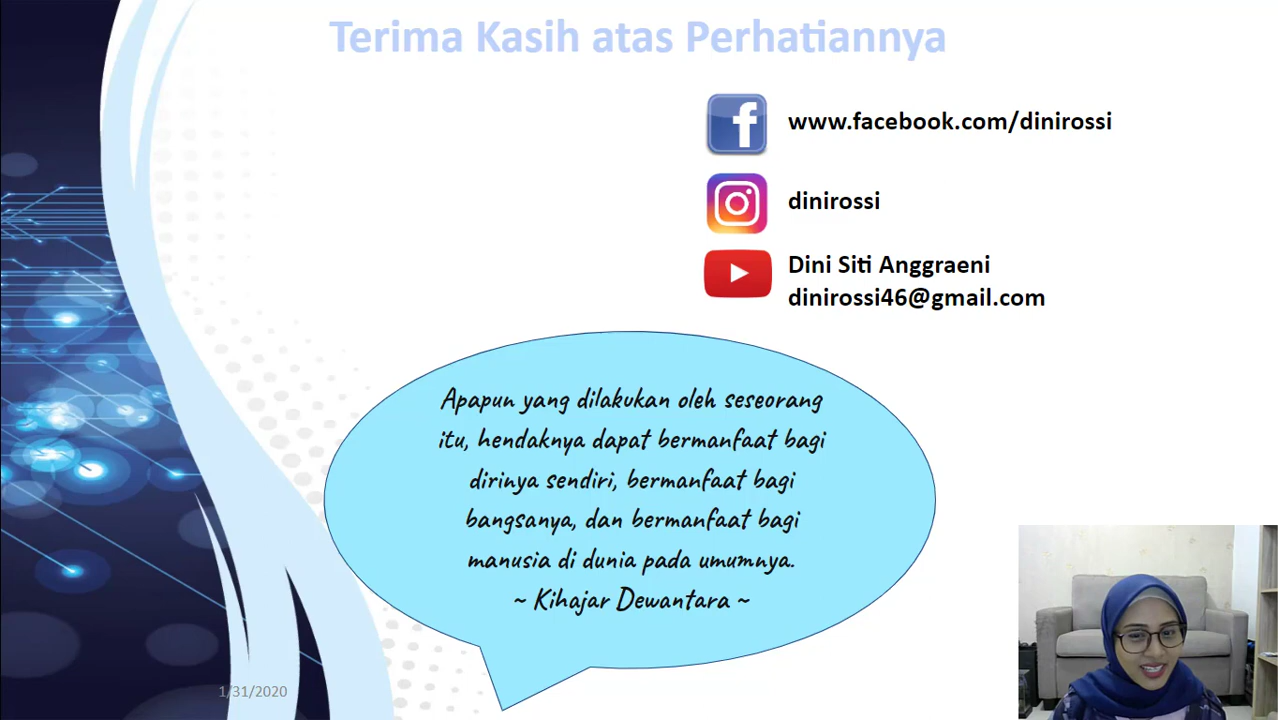 Terima Kasih atas Perhatiannya
www.facebook.com/dinirossi
dinirossi
Dini Siti Anggraeni
dinirossi46@gmail.com
Apapun yang dilakukan oleh seseorang
itu, hendaknya dapat bermanfaat bagi
dirinya sendiri, bermanfaat bagi
bangsanya, dan bermanfaat bagi
manusia di dunia pada umumnya.
~ Kihajar Dewantara ~
1/31/2020